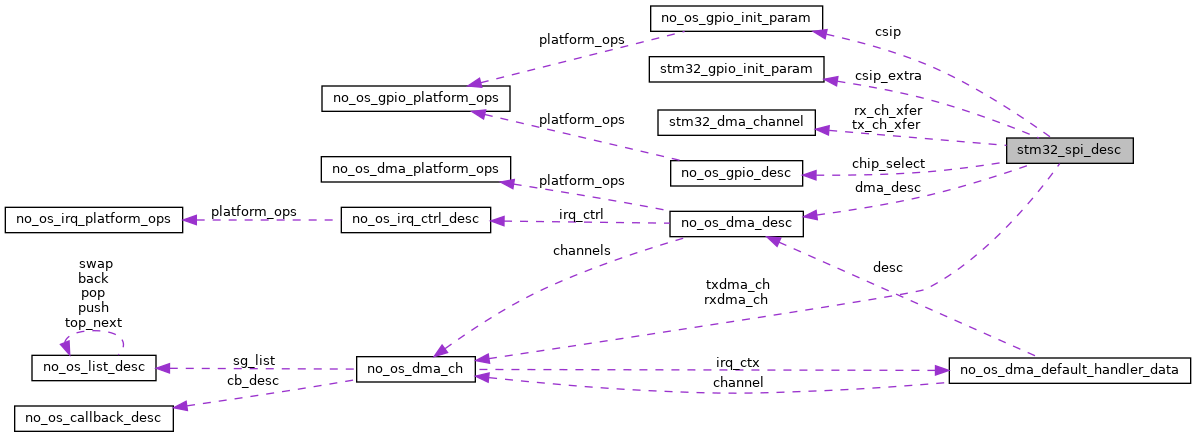 no_os_gpio_init_param
csip
platform_ops
stm32_gpio_init_param
csip_extra
no_os_gpio_platform_ops
rx_ch_xfer
tx_ch_xfer
stm32_dma_channel
platform_ops
stm32_spi_desc
no_os_dma_platform_ops
no_os_gpio_desc
chip_select
platform_ops
dma_desc
no_os_irq_platform_ops
platform_ops
no_os_irq_ctrl_desc
irq_ctrl
no_os_dma_desc
channels
desc
swap
back
pop
push
top_next
txdma_ch
rxdma_ch
no_os_list_desc
sg_list
cb_desc
no_os_dma_ch
irq_ctx
channel
no_os_dma_default_handler_data
no_os_callback_desc